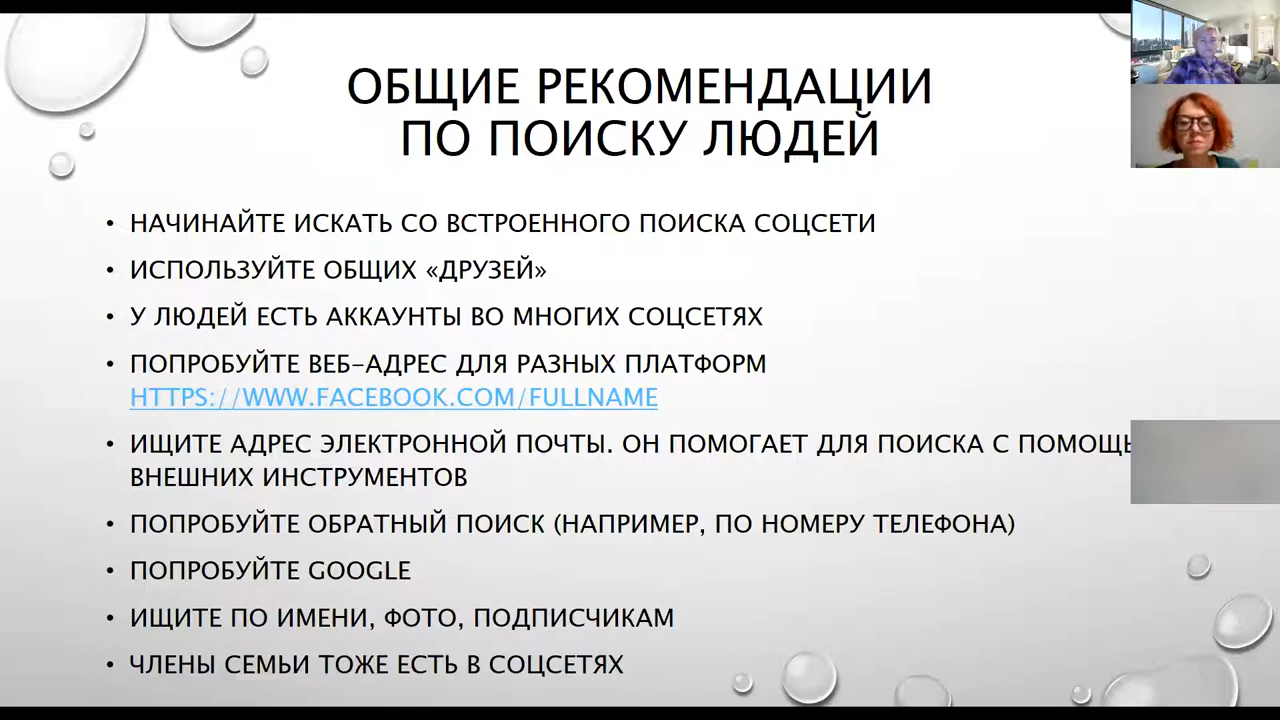 ОБЩИЕ РЕКОМЕНДАЦИИ
ПО ПОИСКУ ЛЮДЕЙ
• НАЧИНАЙТЕ ИСКАТЬ СО ВСТРОЕННОГО ПОИСКА СОЦСЕТИ
• ИСПОЛЬЗУЙТЕ ОБЩИХ «ДРУЗЕЙ»
• У ЛЮДЕЙ ЕСТЬ АККАУНТЫ ВО МНОГИХ СОЦСЕТЯХ
• ПОПРОБУЙТЕ ВЕБ-АДРЕС ДЛЯ РАЗНЫХ ПЛАТФОРМ
HTTPS://WWW.FACEBOOK.COM/FULLNAME
• ИЩИТЕ АДРЕС ЭЛЕКТРОННОЙ ПОЧТЫ. ОН ПОМОГАЕТ ДЛЯ ПОИСКА С
ВНЕШНИХ ИНСТРУМЕНТОВ
• ПОПРОБУЙТЕ ОБРАТНЫЙ ПОИСК (НАПРИМЕР, ПО НОМЕРУ ТЕЛЕФОНА)
• ПОПРОБУЙТЕ GOOGLE
• ИЩИТЕ ПО ИМЕНИ, ФОТО, ПОДПИСЧИКАМ
• ЧЛЕНЫ СЕМЬИ ТОЖЕ ЕСТЬ В СОЦСЕТЯХ